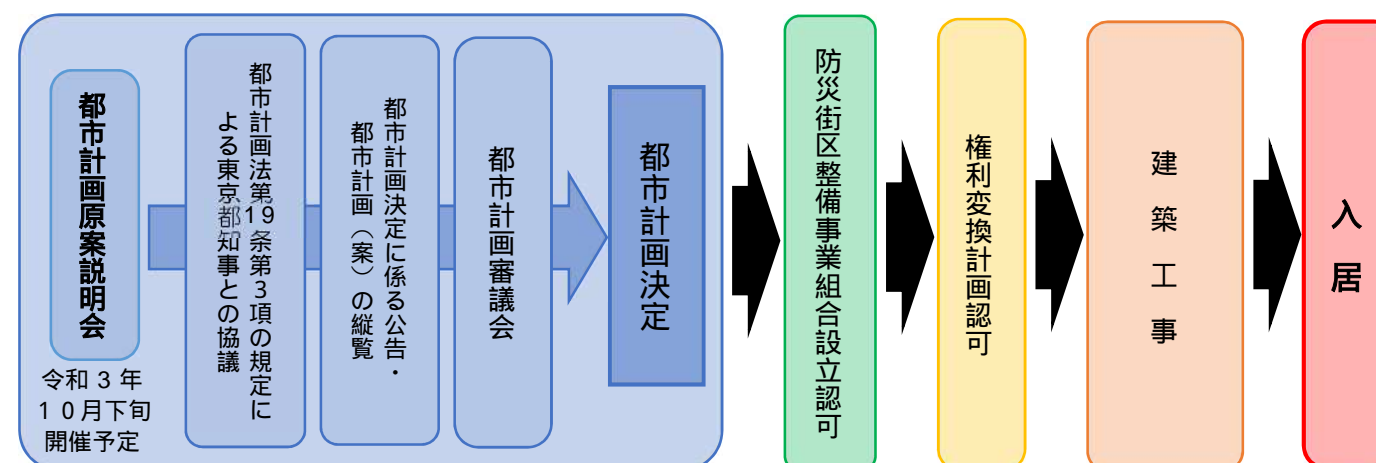 都市計画原案説明会
令和３年
１０月下旬
開催予定
都市計画法第19条第３項の規定に
よる東京都知事との協議
都市計画決定に係る公告・
都市計画（案）の縦覧
都市計画審議会
都市計画決定
防災街区整備事業組合設立認可
権利変換計画認可
建築工事
入居